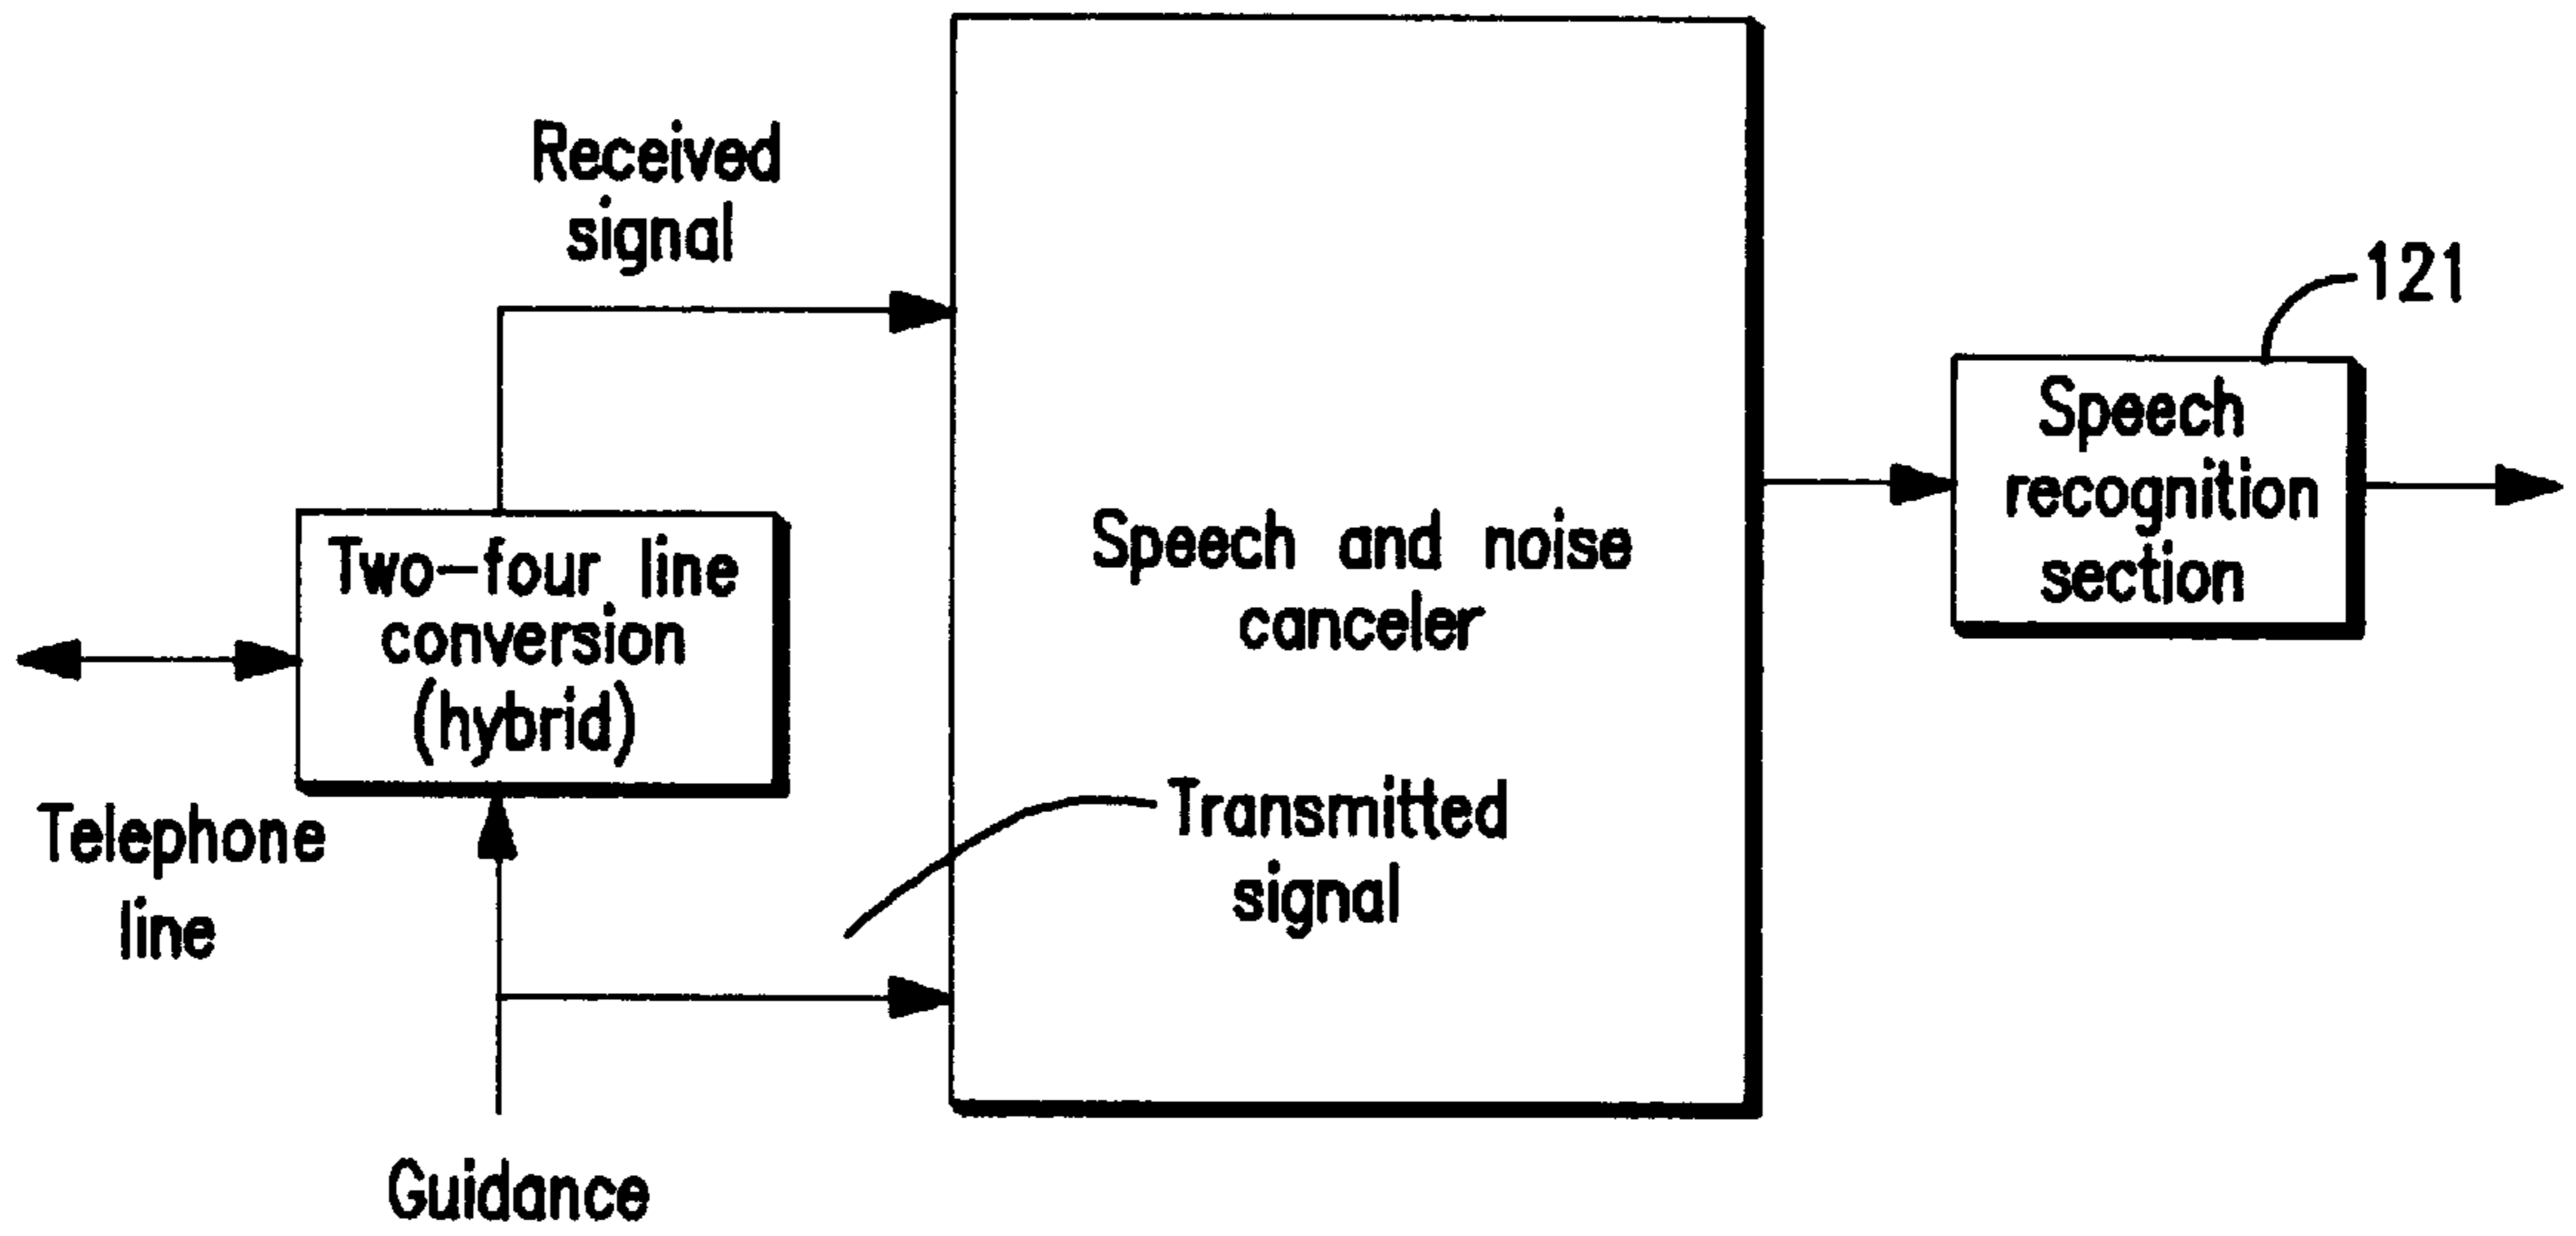 Received
signal
121
Speech
recognition
section
Two-four line
conversion
(hybrid)
Speech and noise
canceler
Telephone
line
Transmitted
signal
Guidance